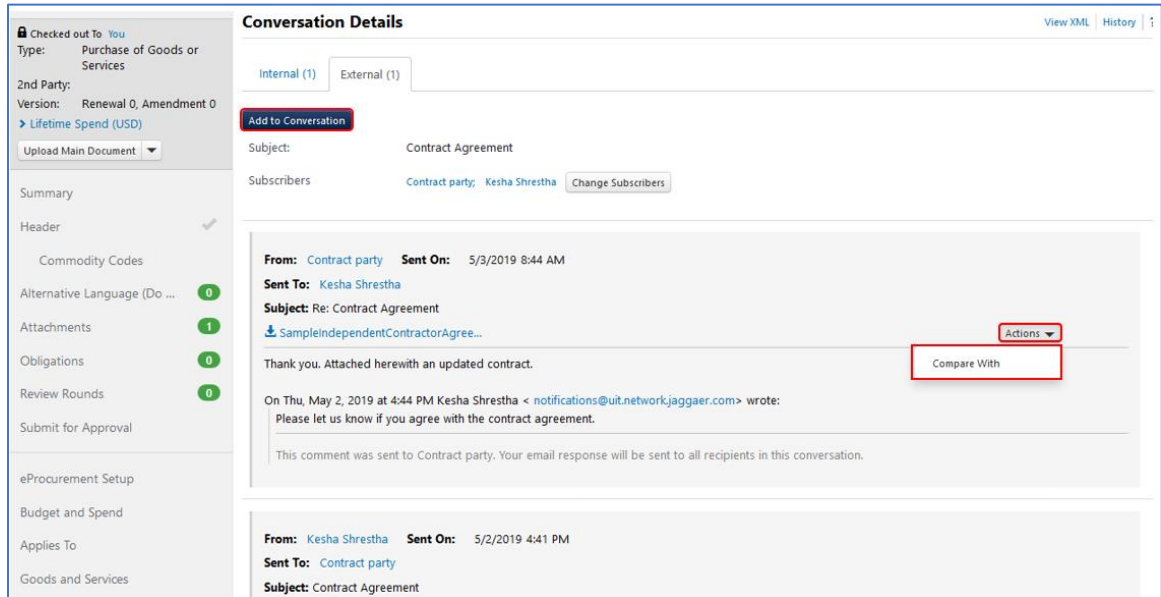 Checked out To You
Type: Purchase of Goods or
Services
2nd Party:
Version: Renewal 0, Amendment 0
Lifetime Spend (USD)
Upload Main Document
Summary
Header
Commodity Codes
Alternative Language (Do ... 0
Attachments 1
Obligations 0
Review Rounds 0
Submit for Approval
eProcurement Setup
Budget and Spend
Applies To
Goods and Services
Conversation Details
View XML | History | ?
Internal (1) External (1)
Add to Conversation
Subject: Contract Agreement
Subscribers Contract party; Kesha Shrestha Change Subscribers
From: Contract party Sent On: 5/3/2019 8:44 AM
Sent To: Kesha Shrestha
Subject: Re: Contract Agreement
SampleIndependentContractorAgree...
Actions
Compare With
Thank you. Attached herewith an updated contract.
On Thu, May 2, 2019 at 4:44 PM Kesha Shrestha < notifications@uit.network.jaggaer.com> wrote:
Please let us know if you agree with the contract agreement.
This comment was sent to Contract party. Your email response will be sent to all recipients in this conversation.
From: Kesha Shrestha Sent On: 5/2/2019 4:41 PM
Sent To: Contract party
Subject: Contract Agreement